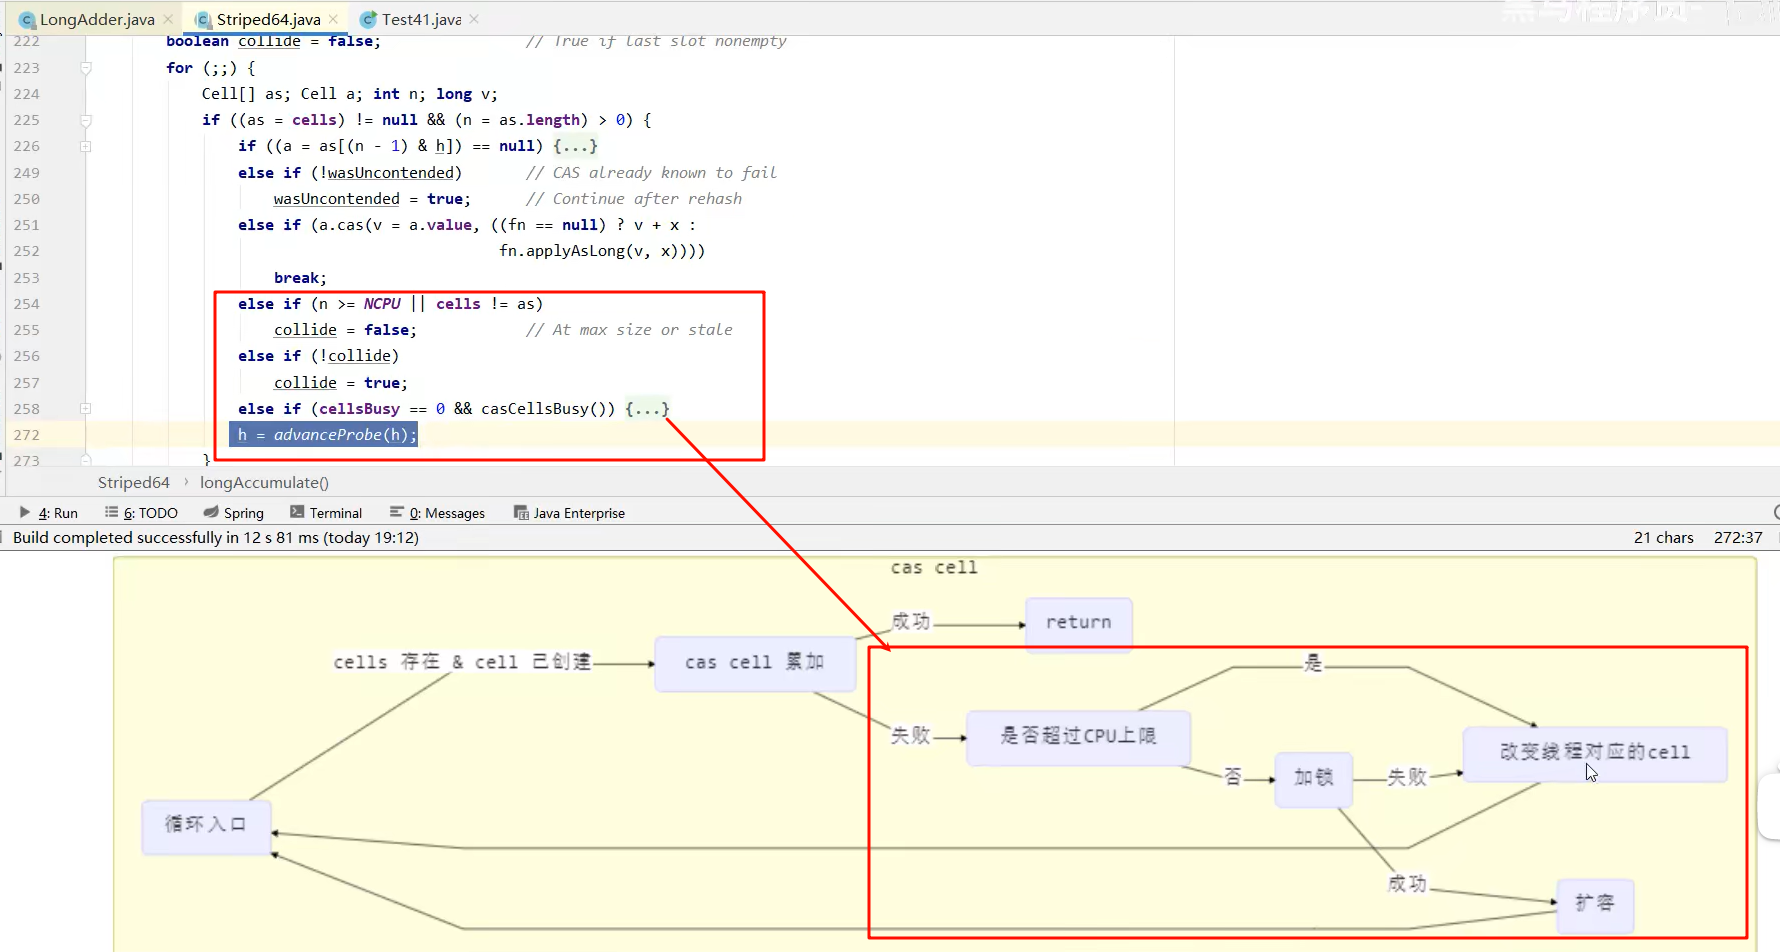 LongAdder.java
Striped64.java
Test41.java
222 boolean collide = false; // True if last slot nonempty
223 for (;;) {
224 Cell[] as; Cell a; int n; long v;
225 if ((as = cells) != null && (n = as.length) > 0) {
226 if ((a = as[(n - 1) & h]) == null) {...}
249 else if (!wasUncontended) // CAS already known to fail
250 wasUncontended = true; // Continue after rehash
251 else if (a.cas(v = a.value, ((fn == null) ? v + x :
252 fn.applyAsLong(v, x))))
253 break;
254 else if (n >= NCPU || cells != as)
255 collide = false; // At max size or stale
256 else if (!collide)
257 collide = true;
258 else if (cellsBusy == 0 && casCellsBusy()) {...}
272 h = advanceProbe(h);
273 }
Striped64 › longAccumulate()
4: Run 6: TODO Spring Terminal 0: Messages Java Enterprise
Build completed successfully in 12 s 81 ms (today 19:12) 21 chars 272:37
cas cell
成功
return
cells 存在 & cell 已创建
cas cell 累加
是
失败
是否超过CPU上限
改变线程对应的cell
否
加锁
失败
循环入口
成功
扩容